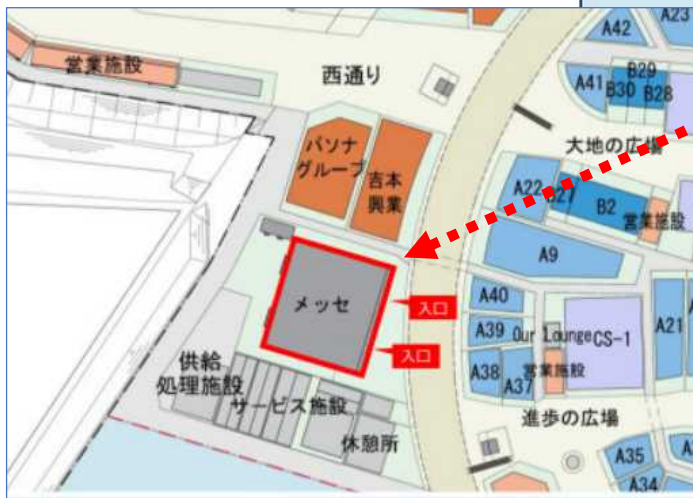 A42
A23
営業施設
西通り
A41
B30
B29
B28
大地の広場
パソナ
グループ
吉本
興業
A22
B27
B2
営業施設
A9
メッセ
入口
入口
A40
A39
Our Lounge
CS-1
A21
A38
A37
営業施設
供給
処理施設
サービス施設
休憩所
進歩の広場
A35
A34